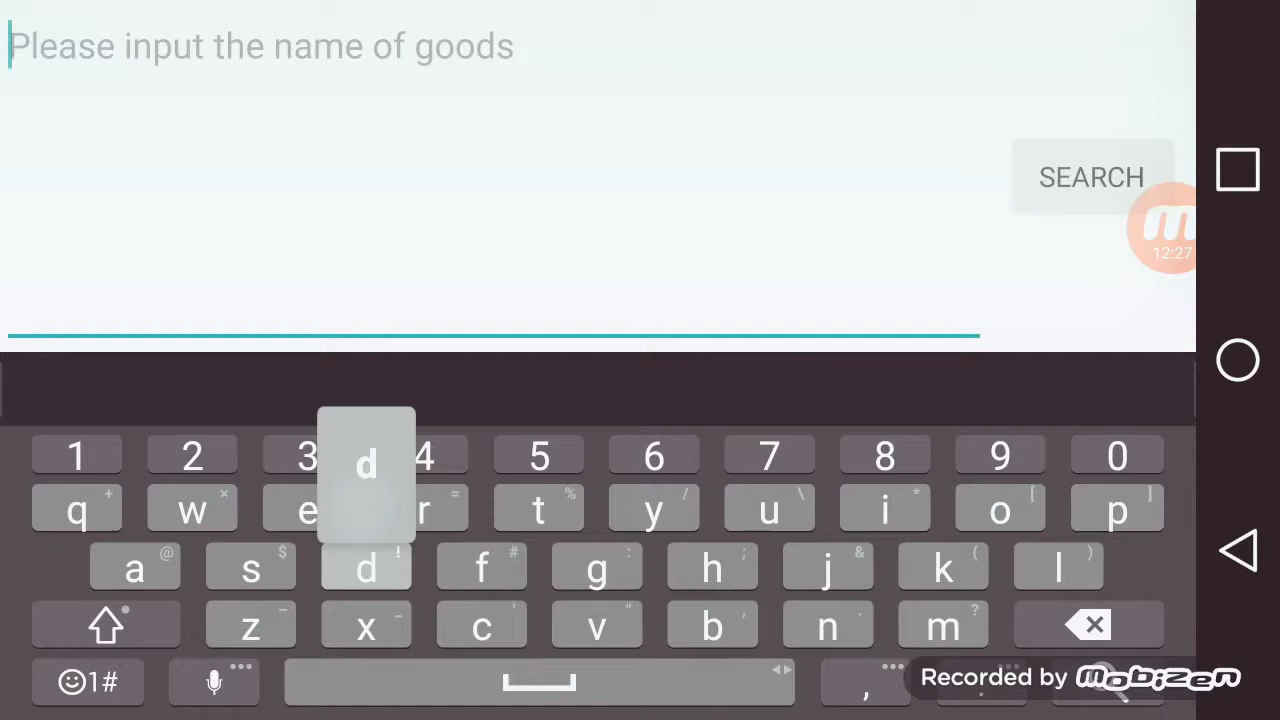 Please input the name of goods
SEARCH
12:27
d
1 2 3 4 5 6 7 8 9 0
q + w × e r = t % y / u \ i * o [ p ]
a @ s $ d ! f # g : h ; j & k ( l )
z x c ' v " b n m ?
1# ,
Recorded by mobizen